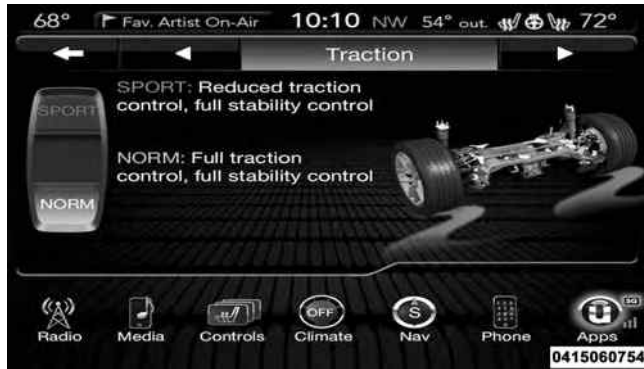 68° Fav. Artist On-Air 10:10 NW 54° out. 72°
Traction
SPORT
SPORT: Reduced traction
control, full stability control
NORM: Full traction
control, full stability control
NORM
OFF S 3G
Radio Media Controls Climate Nav Phone Apps
0415060754